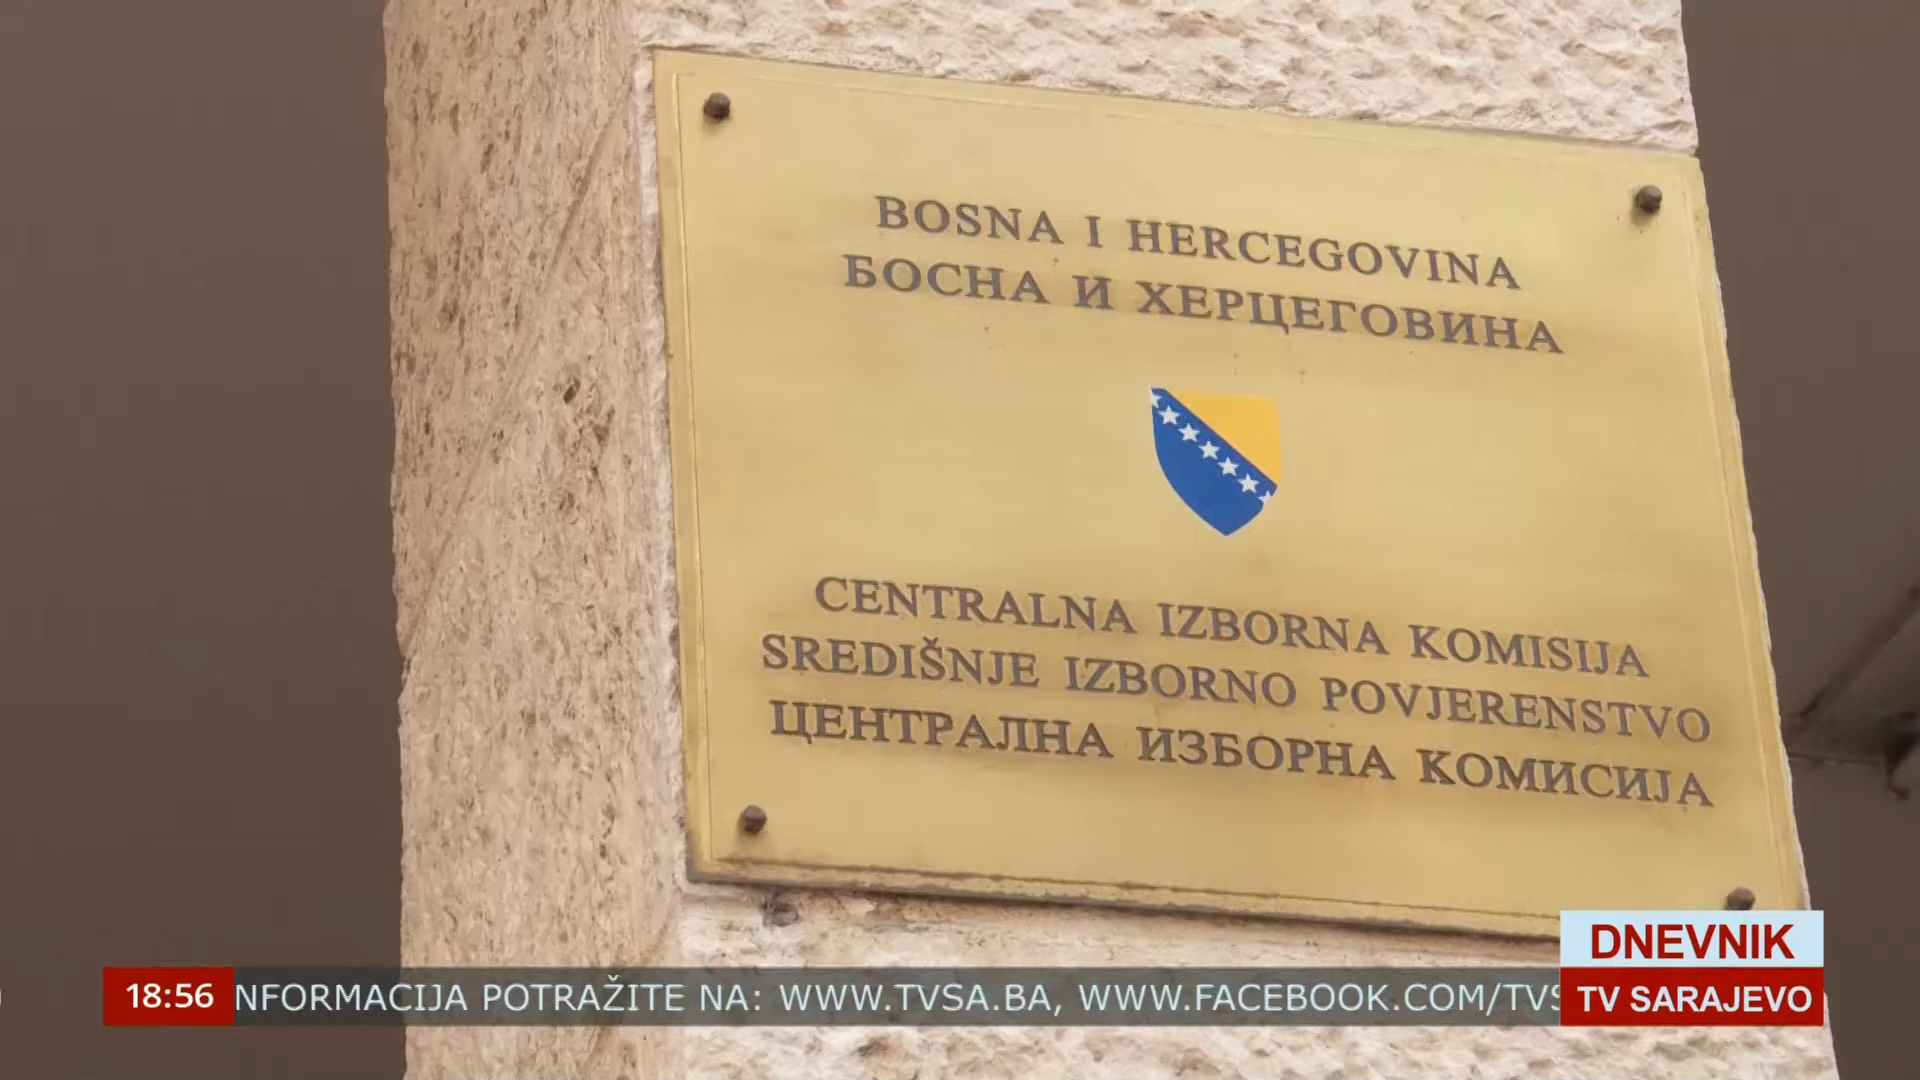 BOSNA I HERCEGOVINA
БОСНА И ХЕРЦЕГОВИНА
CENTRALNA IZBORNA KOMISIJA
SREDIŠNJE IZBORNO POVJERENSTVO
ЦЕНТРАЛНА ИЗБОРНА КОМИСИЈА
DNEVNIK
18:56 NFORMACIJA POTRAŽITE NA: WWW.TVSA.BA, WWW.FACEBOOK.COM/TVS
TV SARAJEVO